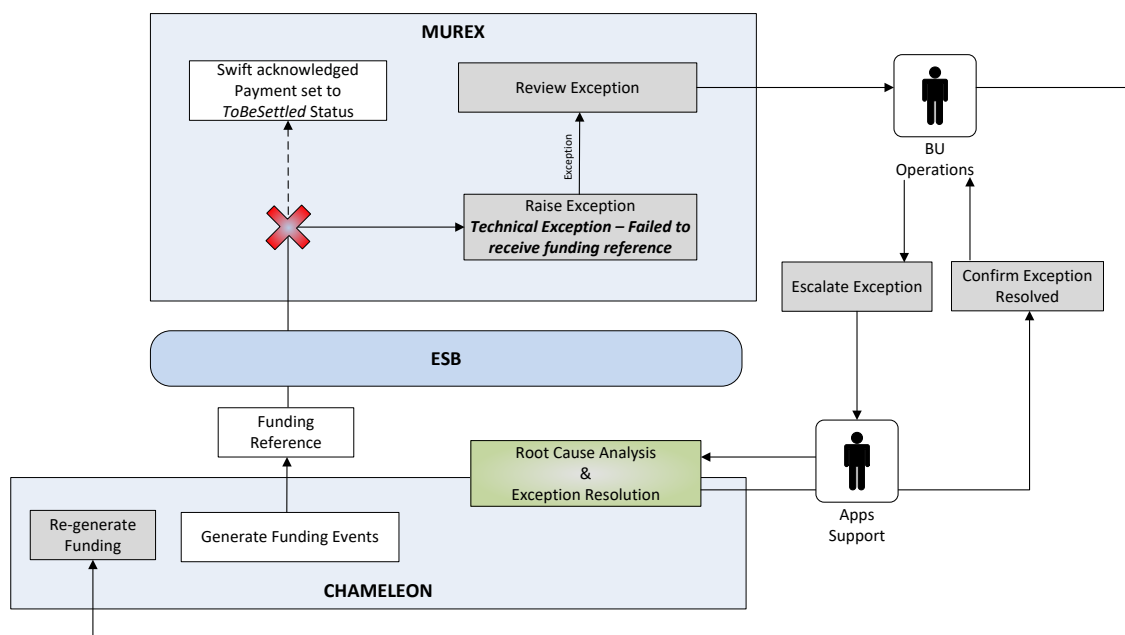 MUREX
Swift acknowledged
Payment set to
ToBeSettled Status
Review Exception
Exception
Raise Exception
Technical Exception – Failed to
receive funding reference
BU
Operations
Escalate Exception
Confirm Exception
Resolved
ESB
Funding
Reference
Root Cause Analysis
&
Exception Resolution
Apps
Support
Re-generate
Funding
Generate Funding Events
CHAMELEON